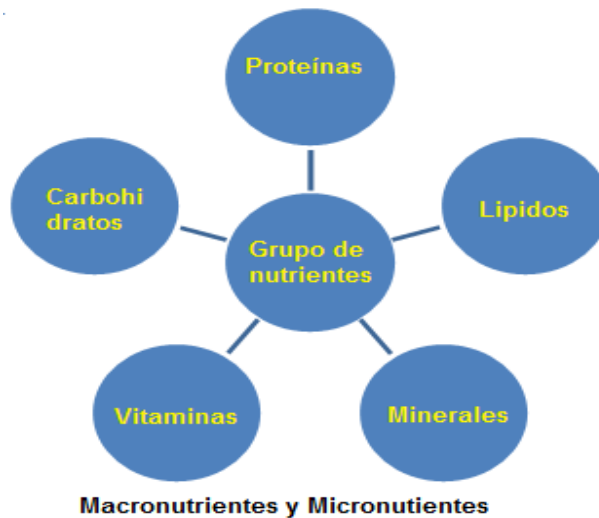 Proteínas
Carbohi
dratos
Lipidos
Grupo de
nutrientes
Vitaminas
Minerales
Macronutrientes y Micronutientes